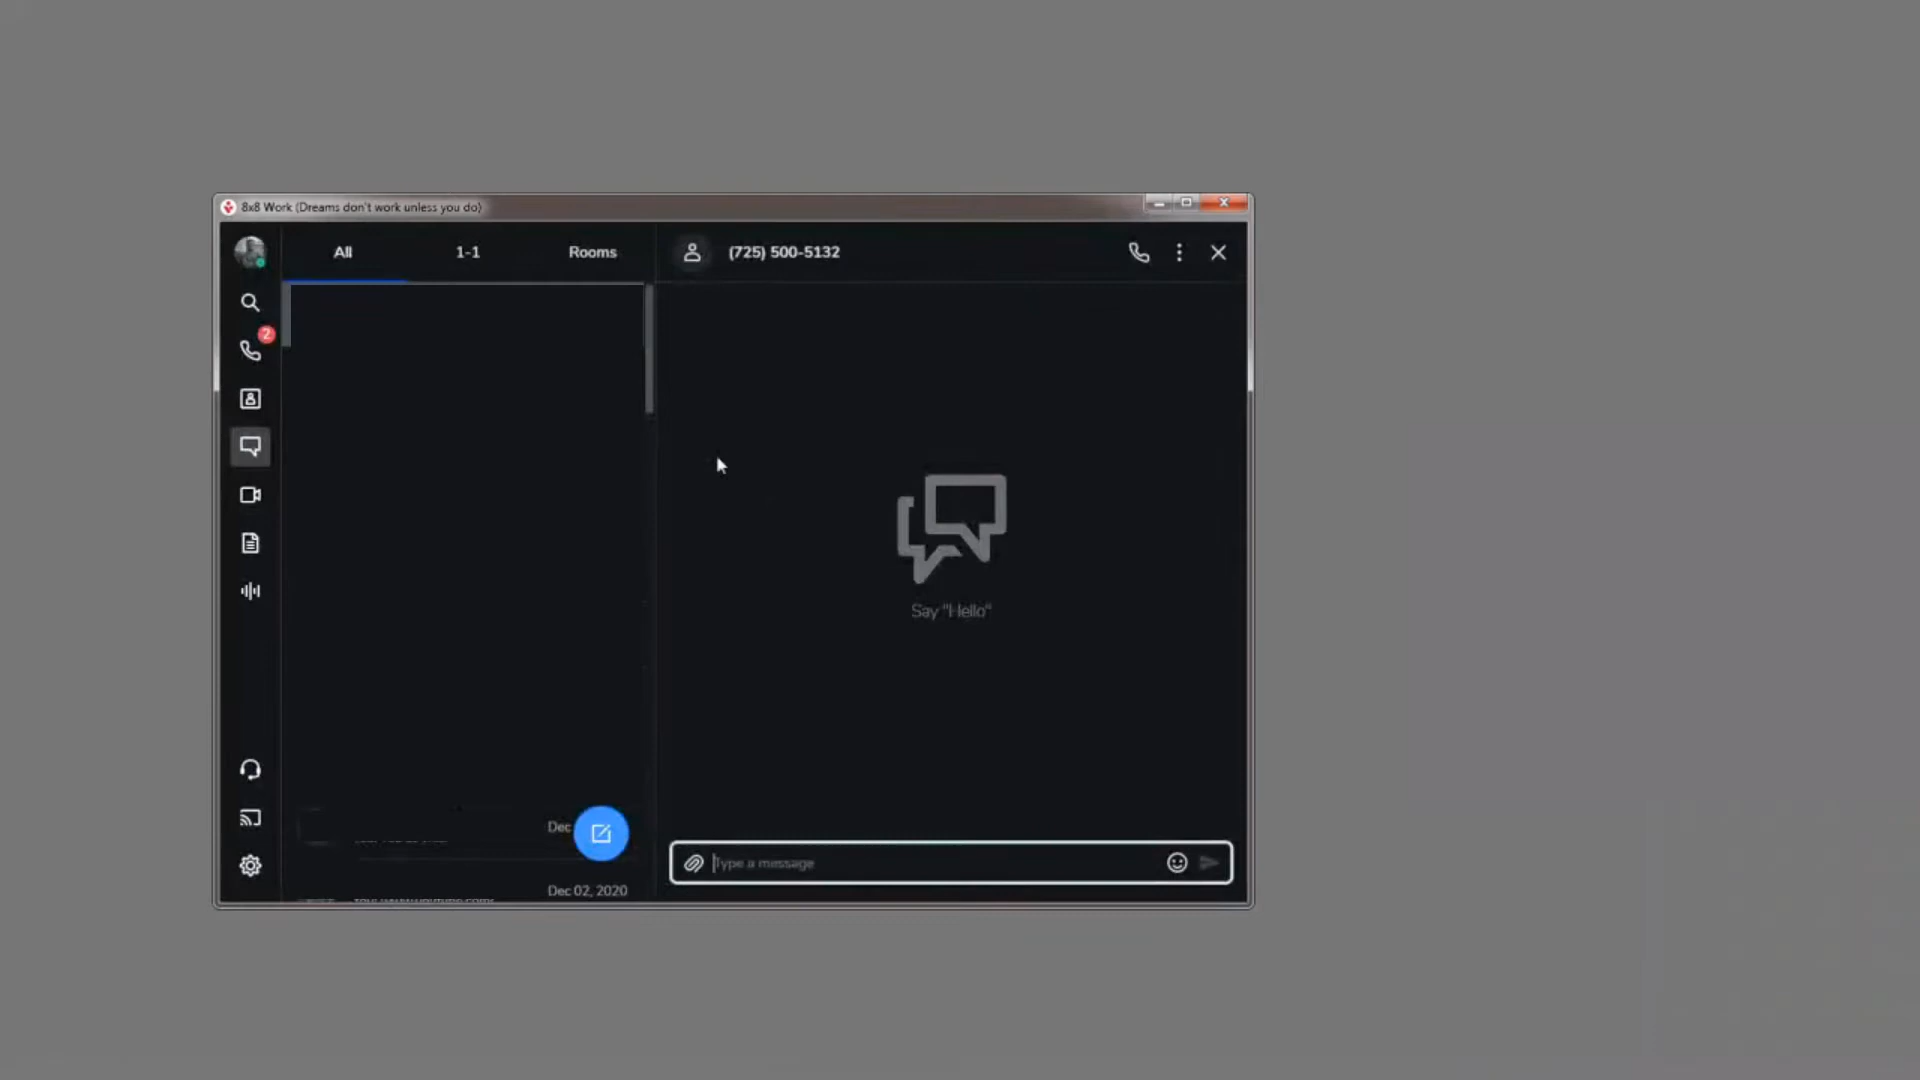 8x8 Work (Dreams don't work unless you do)
All
1-1
Rooms
(725) 500-5132
2
Say "Hello"
Dec
Type a message
Dec 02, 2020